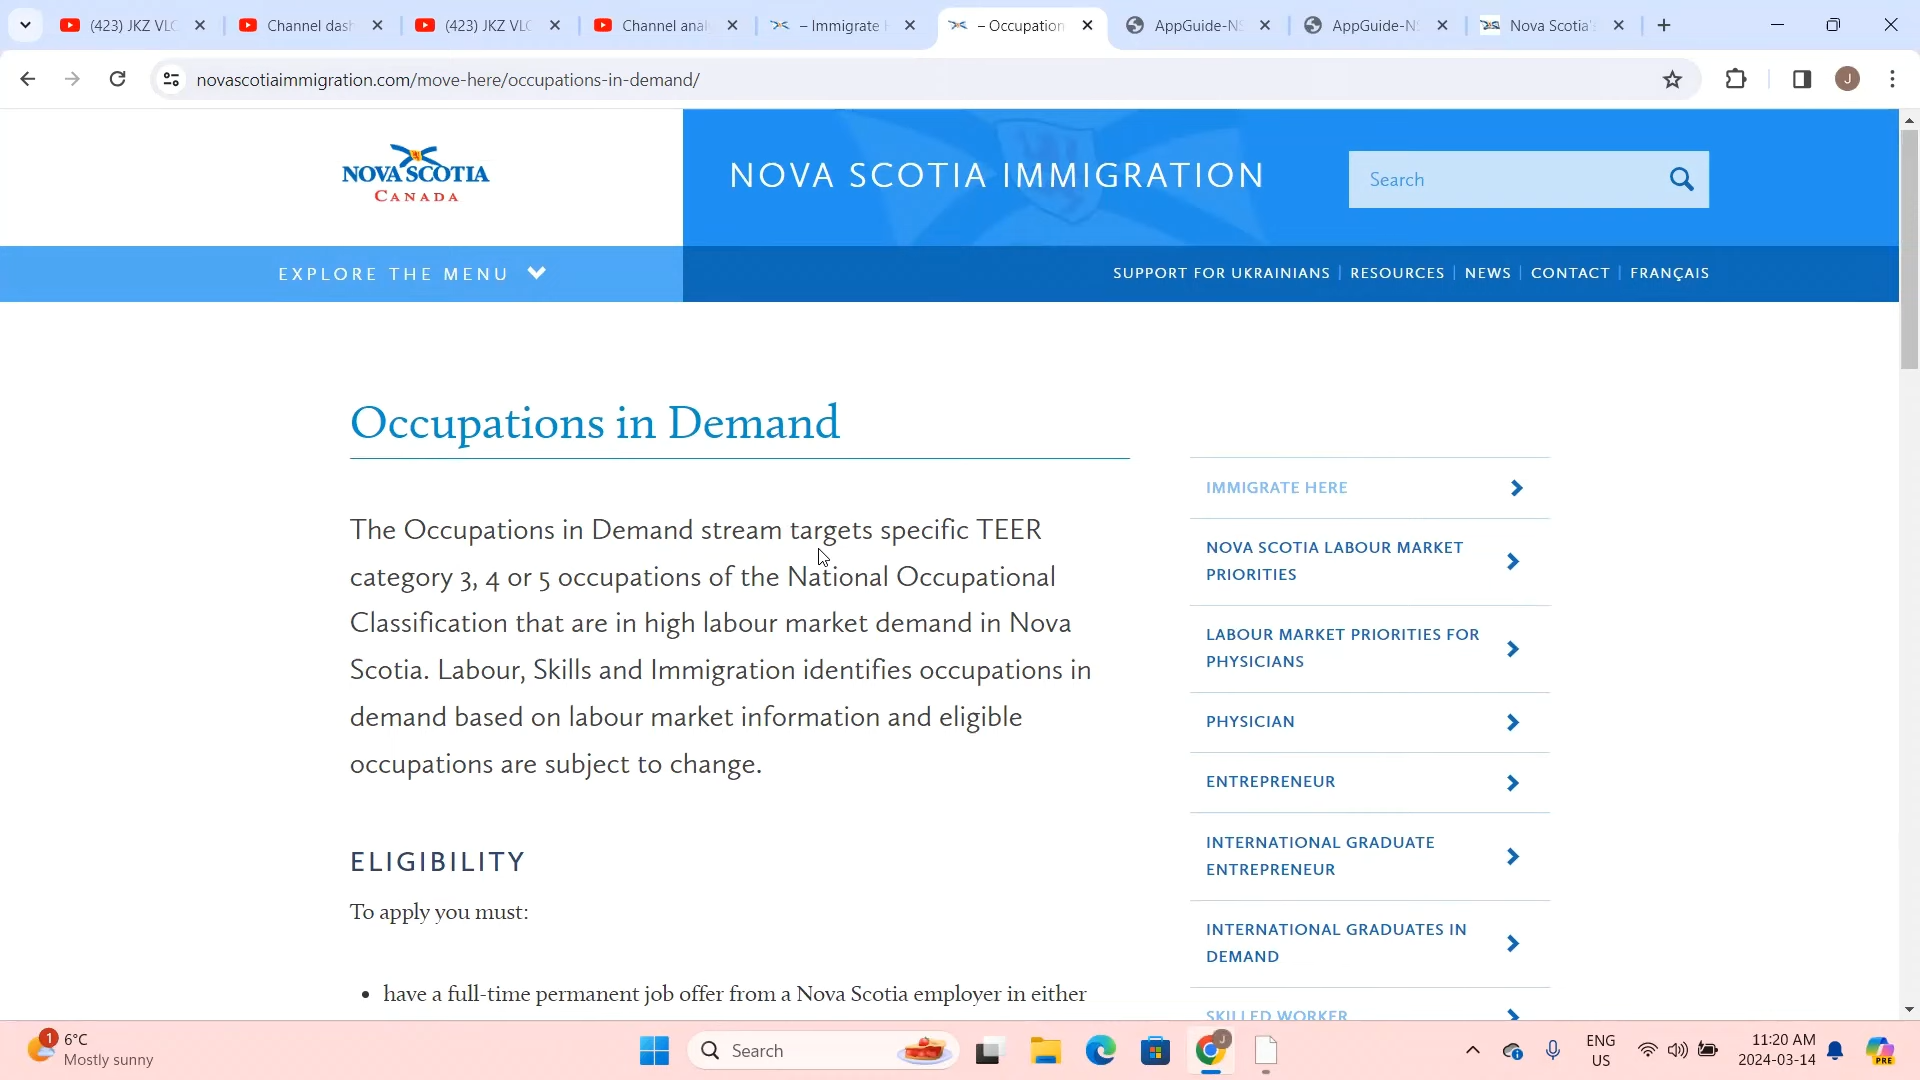 (423) JKZ VLC
Channel dash
(423) JKZ VLC
Channel anal
– Immigrate H
– Occupation
AppGuide-NS
AppGuide-NS
Nova Scotia's
novascotiaimmigration.com/move-here/occupations-in-demand/
J
NOVA SCOTIA
CANADA
NOVA SCOTIA IMMIGRATION
Search
EXPLORE THE MENU
SUPPORT FOR UKRAINIANS | RESOURCES | NEWS | CONTACT | FRANÇAIS
Occupations in Demand
The Occupations in Demand stream targets specific TEER
category 3, 4 or 5 occupations of the National Occupational
Classification that are in high labour market demand in Nova
Scotia. Labour, Skills and Immigration identifies occupations in
demand based on labour market information and eligible
occupations are subject to change.
ELIGIBILITY
To apply you must:
• have a full-time permanent job offer from a Nova Scotia employer in either
IMMIGRATE HERE
NOVA SCOTIA LABOUR MARKET
PRIORITIES
LABOUR MARKET PRIORITIES FOR
PHYSICIANS
PHYSICIAN
ENTREPRENEUR
INTERNATIONAL GRADUATE
ENTREPRENEUR
INTERNATIONAL GRADUATES IN
DEMAND
SKILLED WORKER
1
6°C
Mostly sunny
Search
J
ENG
US
11:20 AM
2024-03-14
PRE